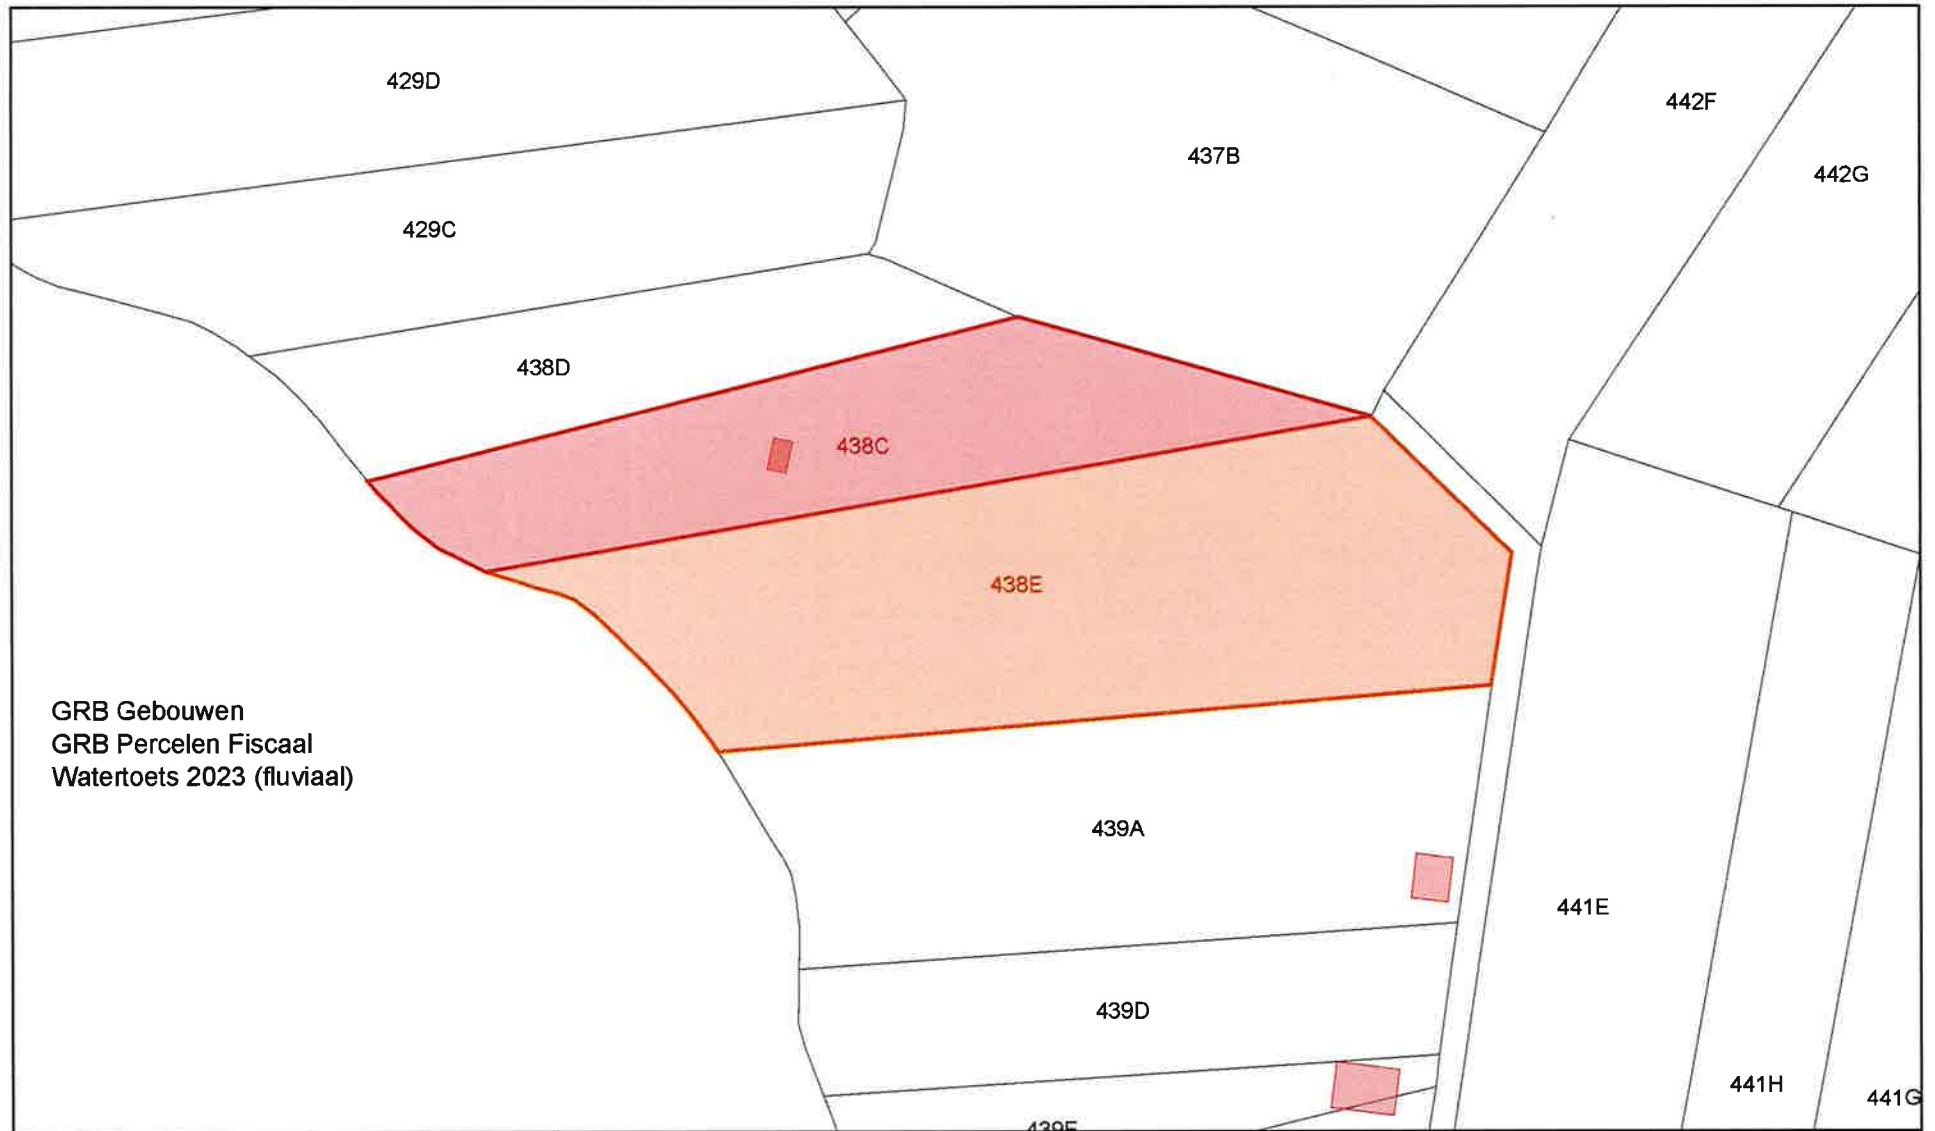 429D
442F
437B
442G
429C
438D
438C
438E
GRB Gebouwen
GRB Percelen Fiscaal
Watertoets 2023 (fluviaal)
439A
441E
439D
441H
441G